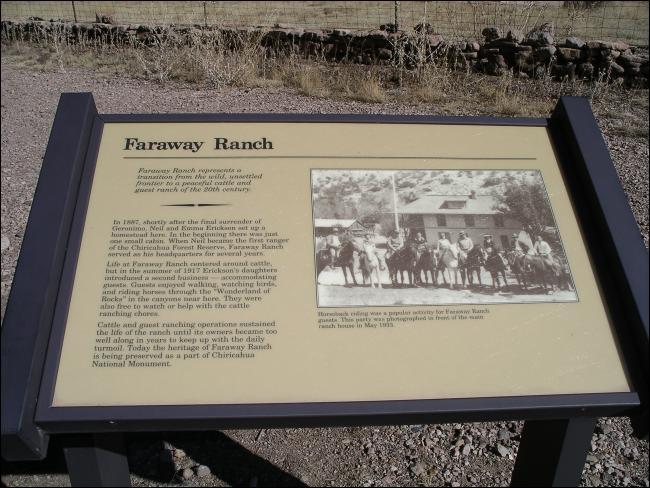 Faraway Ranch
Faraway Ranch represents a
transition from the wild, unsettled
frontier to a peaceful cattle and
guest ranch of the 20th century.
In 1887, shortly after the final surrender of
Geronimo, Neil and Emma Erickson set up a
homestead here. In the beginning there was just
one small cabin. When Neil became the first ranger
of the Chiricahua Forest Reserve, Faraway Ranch
served as his headquarters for several years.
Life at Faraway Ranch centered around cattle,
but in the summer of 1917 Erickson's daughters
introduced a second business — accommodating
guests. Guests enjoyed walking, watching birds,
and riding horses through the "Wonderland of
Rocks" in the canyons near here. They were
also free to watch or help with the cattle
ranching chores.
Cattle and guest ranching operations sustained
the life of the ranch until its owners became too
well along in years to keep up with the daily
turmoil. Today the heritage of Faraway Ranch
is being preserved as a part of Chiricahua
National Monument.
Horseback riding was a popular activity for Faraway Ranch
guests. This party was photographed in front of the main
ranch house in May 1933.